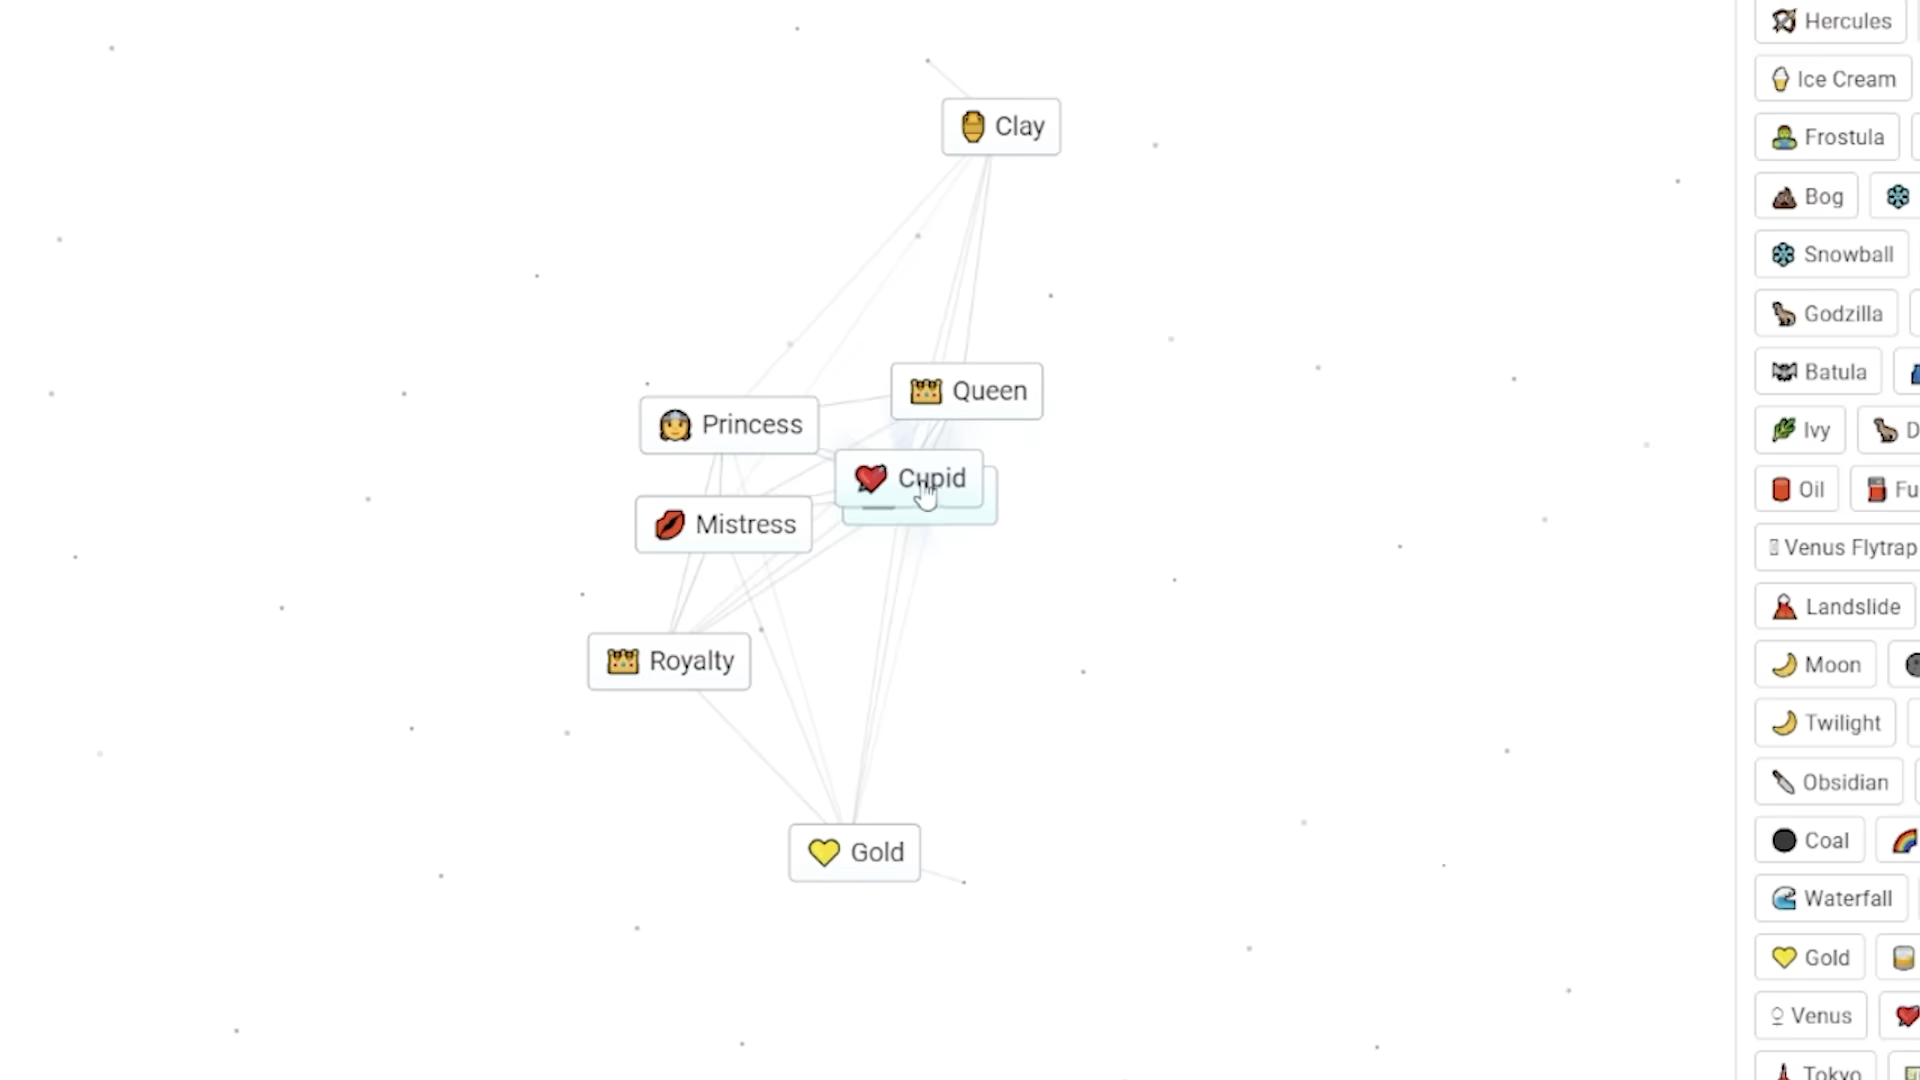 Clay
Queen
Princess
Cupid
Mistress
Royalty
Gold
Hercules
Ice Cream
Frostula
Bog
Snowball
Godzilla
Batula
Ivy
D
Oil
Fu
Venus Flytrap
Landslide
Moon
Twilight
Obsidian
Coal
Waterfall
Gold
Venus
Tokyo